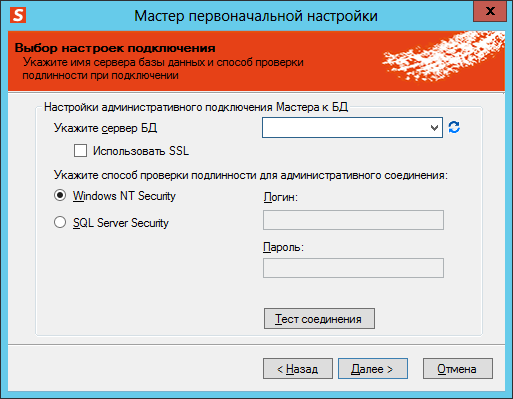 S
Мастер первоначальной настройки
x
Выбор настроек подключения
Укажите имя сервера базы данных и способ проверки
подлинности при подключении
Настройки административного подключения Мастера к БД
Укажите сервер БД
Использовать SSL
Укажите способ проверки подлинности для административного соединения:
Windows NT Security
Логин:
SQL Server Security
Пароль:
Тест соединения
< Назад
Далее >
Отмена